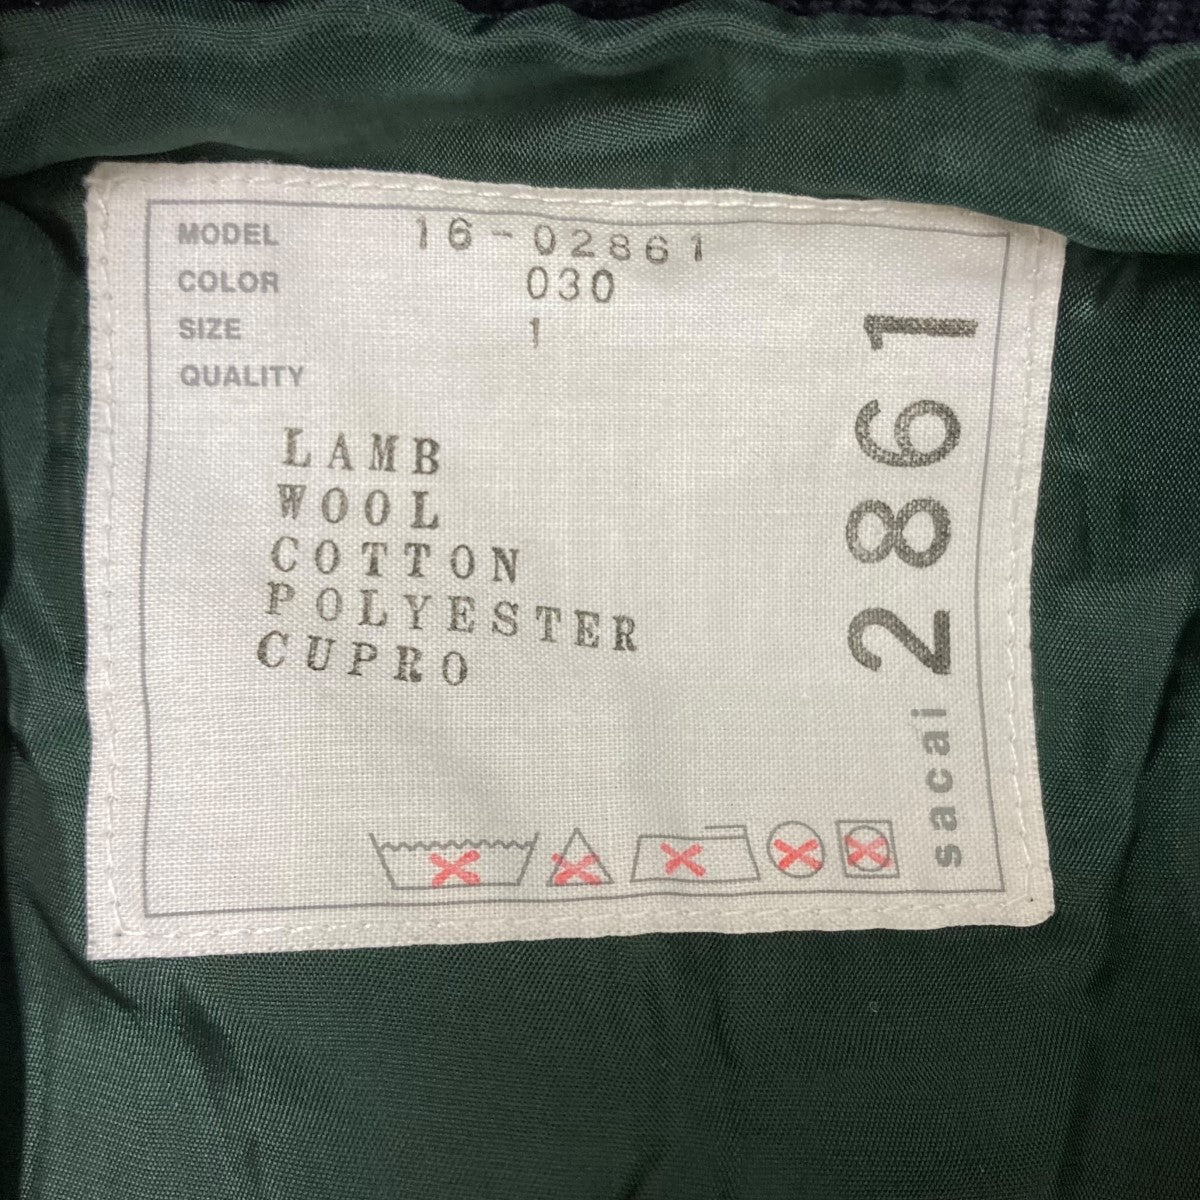 MODEL 16-02861
COLOR 030
SIZE 1
QUALITY
LAMB
WOOL
COTTON
POLYESTER
CUPRO
sacai 2861